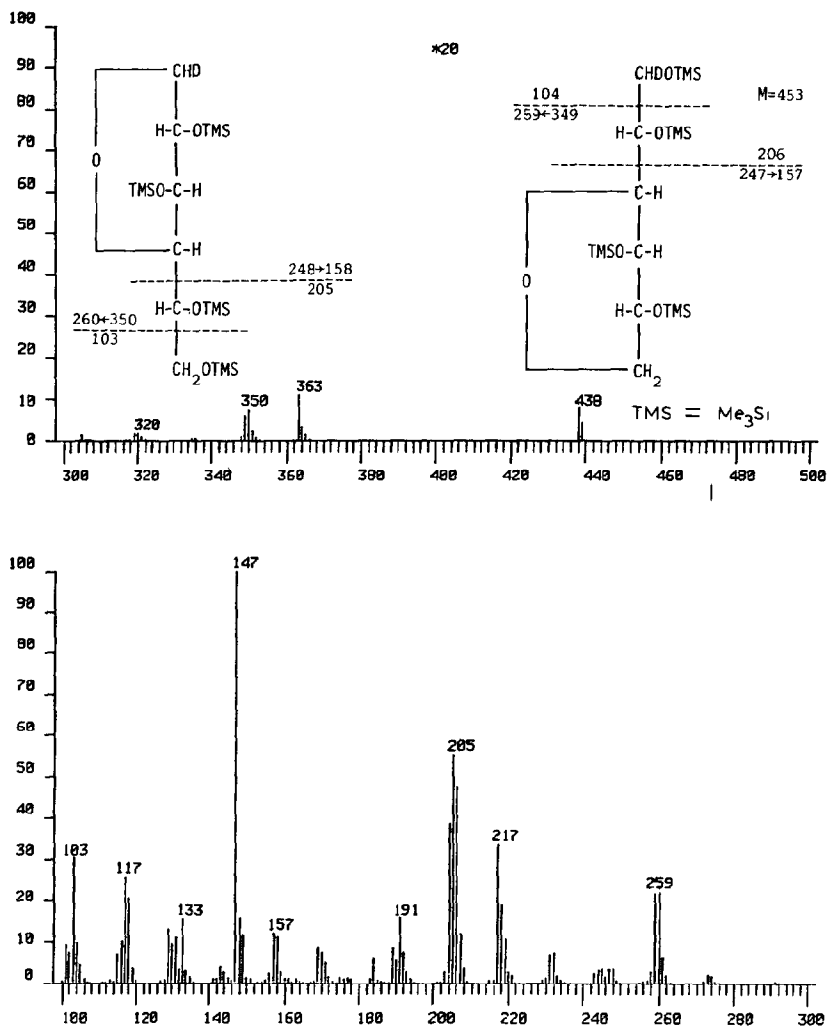 *20
100
90
80
70
60
50
40
30
20
10
0
CHD
H-C-OTMS
O
TMSO-C-H
C-H
248→158
205
H-C-OTMS
260←350
103
CH2OTMS
CHDOTMS
104
259←349
M=453
H-C-OTMS
206
247→157
C-H
TMSO-C-H
O
H-C-OTMS
CH2
TMS = Me3Si
320
350
363
438
300 320 340 360 380 400 420 440 460 480 500
100
90
80
70
60
50
40
30
20
10
0
103
117
133
147
157
191
205
217
259
100 120 140 160 180 200 220 240 260 280 300